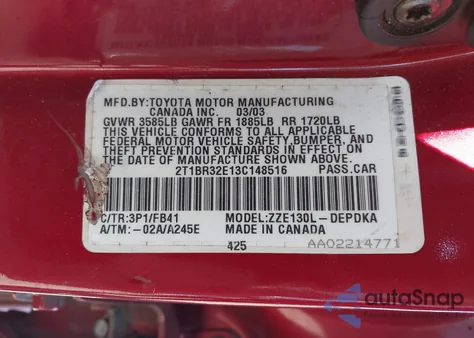 MFD.BY:TOYOTA MOTOR MANUFACTURING
CANADA INC. 03/03
GVWR 3585LB GAWR FR 1885LB RR 1720LB
THIS VEHICLE CONFORMS TO ALL APPLICABLE
FEDERAL MOTOR VEHICLE SAFETY,BUMPER, AND
THEFT PREVENTION STANDARDS IN EFFECT ON
THE DATE OF MANUFACTURE SHOWN ABOVE.
2T1BR32E13C148516 PASS.CAR
C/TR:3P1/FB41 MODEL:ZZE130L-DEPDKA
A/TM:-02A/A245E MADE IN CANADA
425 AA02214771
autoSnap